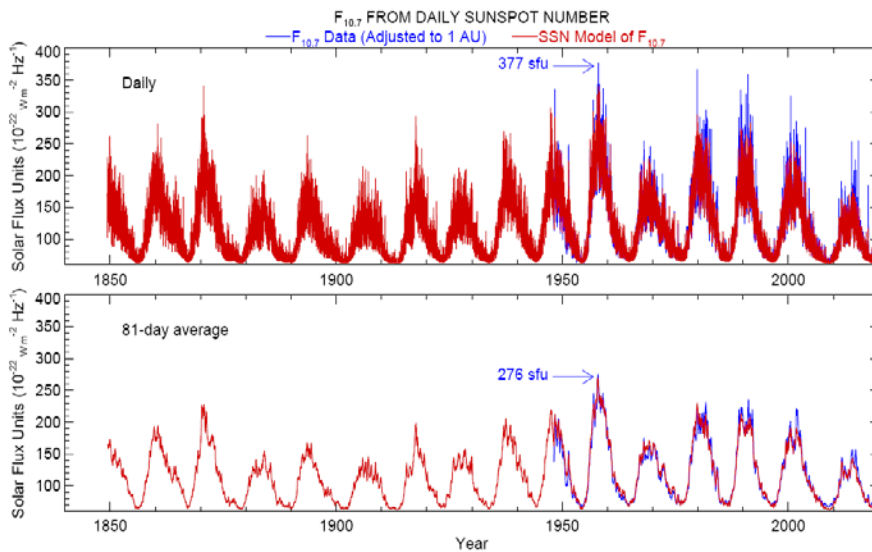 F10.7 FROM DAILY SUNSPOT NUMBER
F10.7 Data (Adjusted to 1 AU) SSN Model of F10.7
Solar Flux Units (10-22 Wm-2 Hz-1)
400
350
300
250
200
150
100
Daily
377 sfu
1850 1900 1950 2000
Solar Flux Units (10-22 Wm-2 Hz-1)
400
350
300
250
200
150
100
81-day average
276 sfu
1850 1900 1950 2000
Year